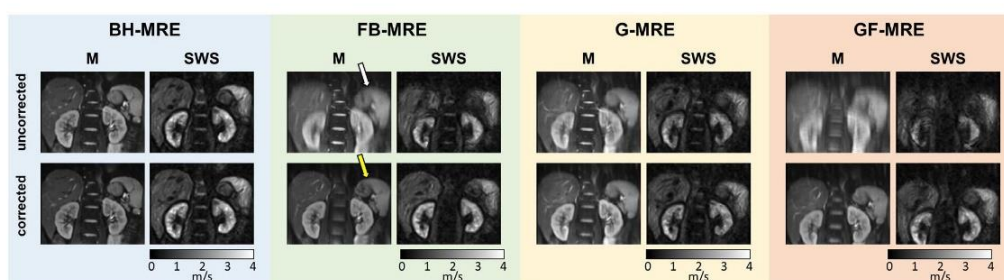 BH-MRE FB-MRE G-MRE GF-MRE
M SWS M SWS M SWS M SWS
uncorrected
corrected
0 1 2 3 4 0 1 2 3 4 0 1 2 3 4 0 1 2 3 4
m/s m/s m/s m/s